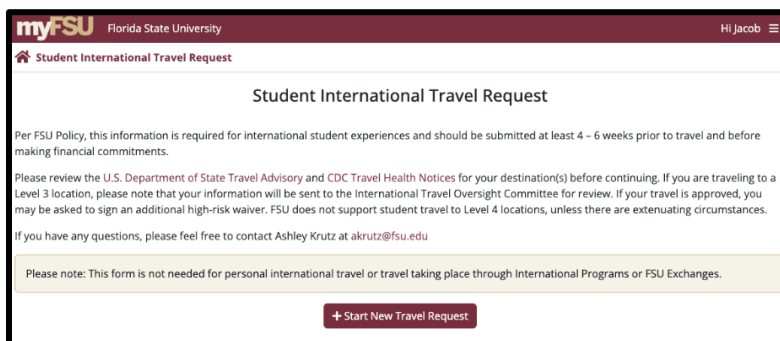 myFSU Florida State University Hi Jacob
Student International Travel Request
Student International Travel Request
Per FSU Policy, this information is required for international student experiences and should be submitted at least 4 – 6 weeks prior to travel and before
making financial commitments.
Please review the U.S. Department of State Travel Advisory and CDC Travel Health Notices for your destination(s) before continuing. If you are traveling to a
Level 3 location, please note that your information will be sent to the International Travel Oversight Committee for review. If your travel is approved, you
may be asked to sign an additional high-risk waiver. FSU does not support student travel to Level 4 locations, unless there are extenuating circumstances.
If you have any questions, please feel free to contact Ashley Krutz at akrutz@fsu.edu
Please note: This form is not needed for personal international travel or travel taking place through International Programs or FSU Exchanges.
+ Start New Travel Request